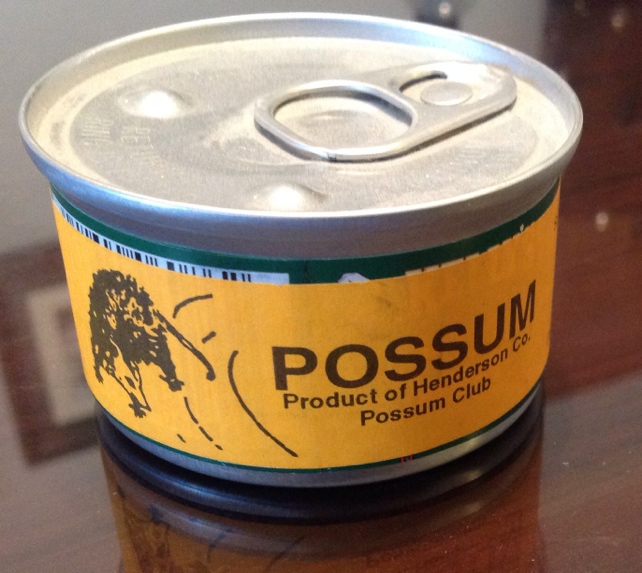 POSSUM
Product of Henderson Co.
Possum Club